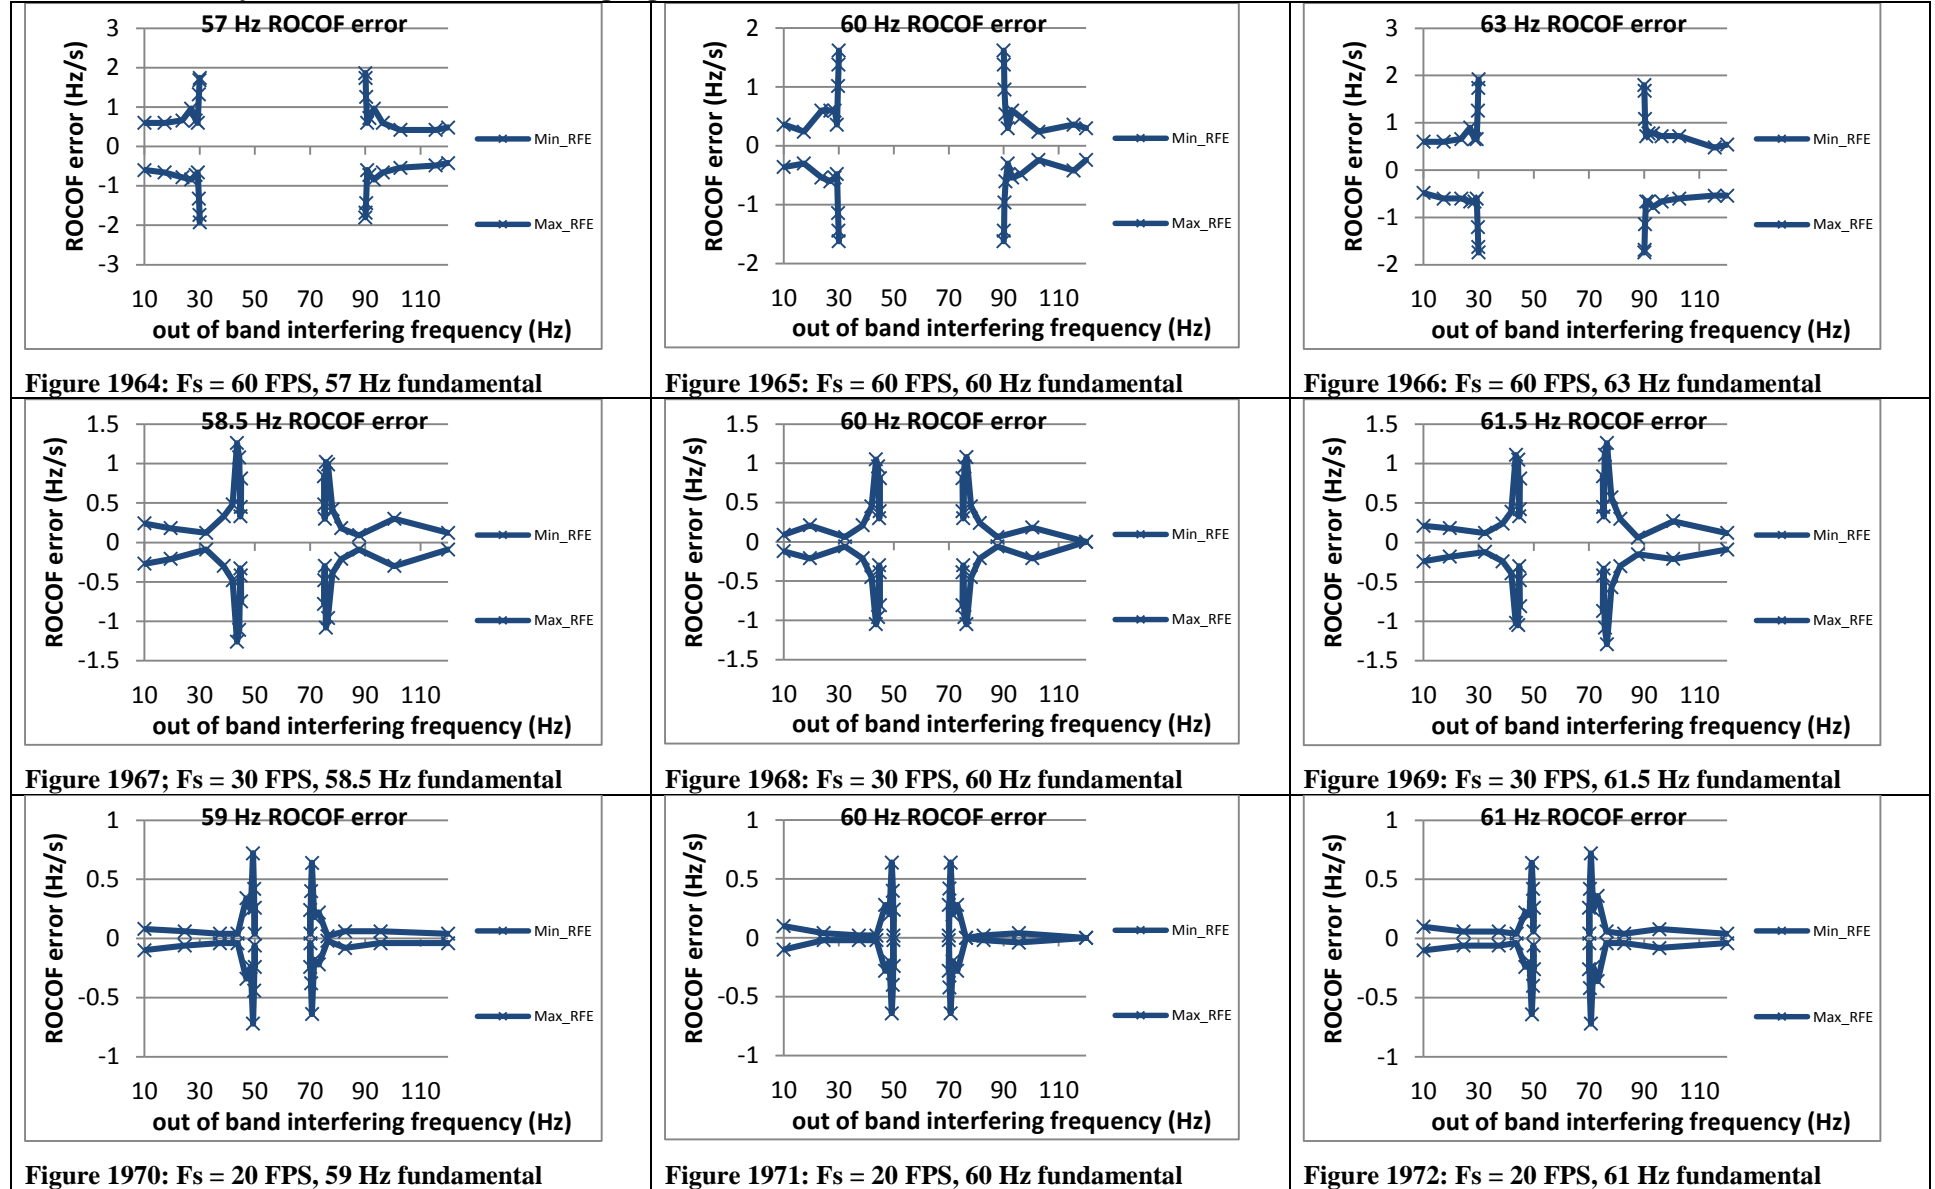 57 Hz ROCOF error
ROCOF error (Hz/s)
3
2
1
0
-1
-2
-3
10 30 50 70 90 110
out of band interfering frequency (Hz)
Min_RFE
Max_RFE
Figure 1964: Fs = 60 FPS, 57 Hz fundamental
60 Hz ROCOF error
ROCOF error (Hz/s)
2
1
0
-1
-2
10 30 50 70 90 110
out of band interfering frequency (Hz)
Min_RFE
Max_RFE
Figure 1965: Fs = 60 FPS, 60 Hz fundamental
63 Hz ROCOF error
ROCOF error (Hz/s)
3
2
1
0
-1
-2
10 30 50 70 90 110
out of band interfering frequency (Hz)
Min_RFE
Max_RFE
Figure 1966: Fs = 60 FPS, 63 Hz fundamental
58.5 Hz ROCOF error
ROCOF error (Hz/s)
1.5
1
0.5
0
-0.5
-1
-1.5
10 30 50 70 90 110
out of band interfering frequency (Hz)
Min_RFE
Max_RFE
Figure 1967; Fs = 30 FPS, 58.5 Hz fundamental
60 Hz ROCOF error
ROCOF error (Hz/s)
1.5
1
0.5
0
-0.5
-1
-1.5
10 30 50 70 90 110
out of band interfering frequency (Hz)
Min_RFE
Max_RFE
Figure 1968: Fs = 30 FPS, 60 Hz fundamental
61.5 Hz ROCOF error
ROCOF error (Hz/s)
1.5
1
0.5
0
-0.5
-1
-1.5
10 30 50 70 90 110
out of band interfering frequency (Hz)
Min_RFE
Max_RFE
Figure 1969: Fs = 30 FPS, 61.5 Hz fundamental
59 Hz ROCOF error
ROCOF error (Hz/s)
1
0.5
0
-0.5
-1
10 30 50 70 90 110
out of band interfering frequency (Hz)
Min_RFE
Max_RFE
Figure 1970: Fs = 20 FPS, 59 Hz fundamental
60 Hz ROCOF error
ROCOF error (Hz/s)
1
0.5
0
-0.5
-1
10 30 50 70 90 110
out of band interfering frequency (Hz)
Min_RFE
Max_RFE
Figure 1971: Fs = 20 FPS, 60 Hz fundamental
61 Hz ROCOF error
ROCOF error (Hz/s)
1
0.5
0
-0.5
-1
10 30 50 70 90 110
out of band interfering frequency (Hz)
Min_RFE
Max_RFE
Figure 1972: Fs = 20 FPS, 61 Hz fundamental